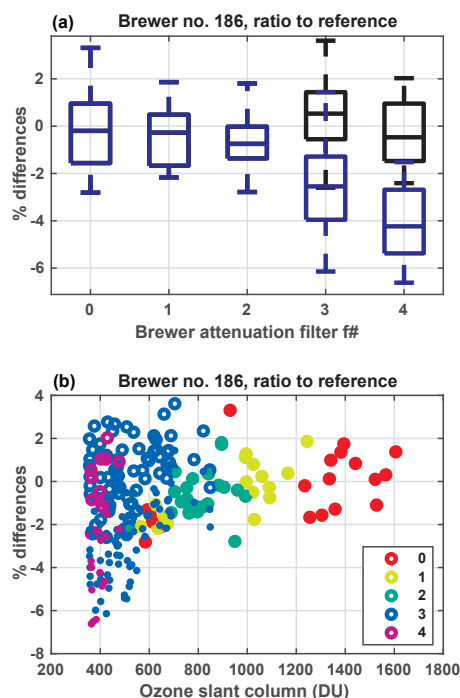 (a) Brewer no. 186, ratio to reference
2
0
-2
-4
-6
% differences
0 1 2 3 4
Brewer attenuation filter f#
(b) Brewer no. 186, ratio to reference
4
2
0
-2
-4
-6
-8
% differences
0
1
2
3
4
200 400 600 800 1000 1200 1400 1600 1800
Ozone slant column (DU)